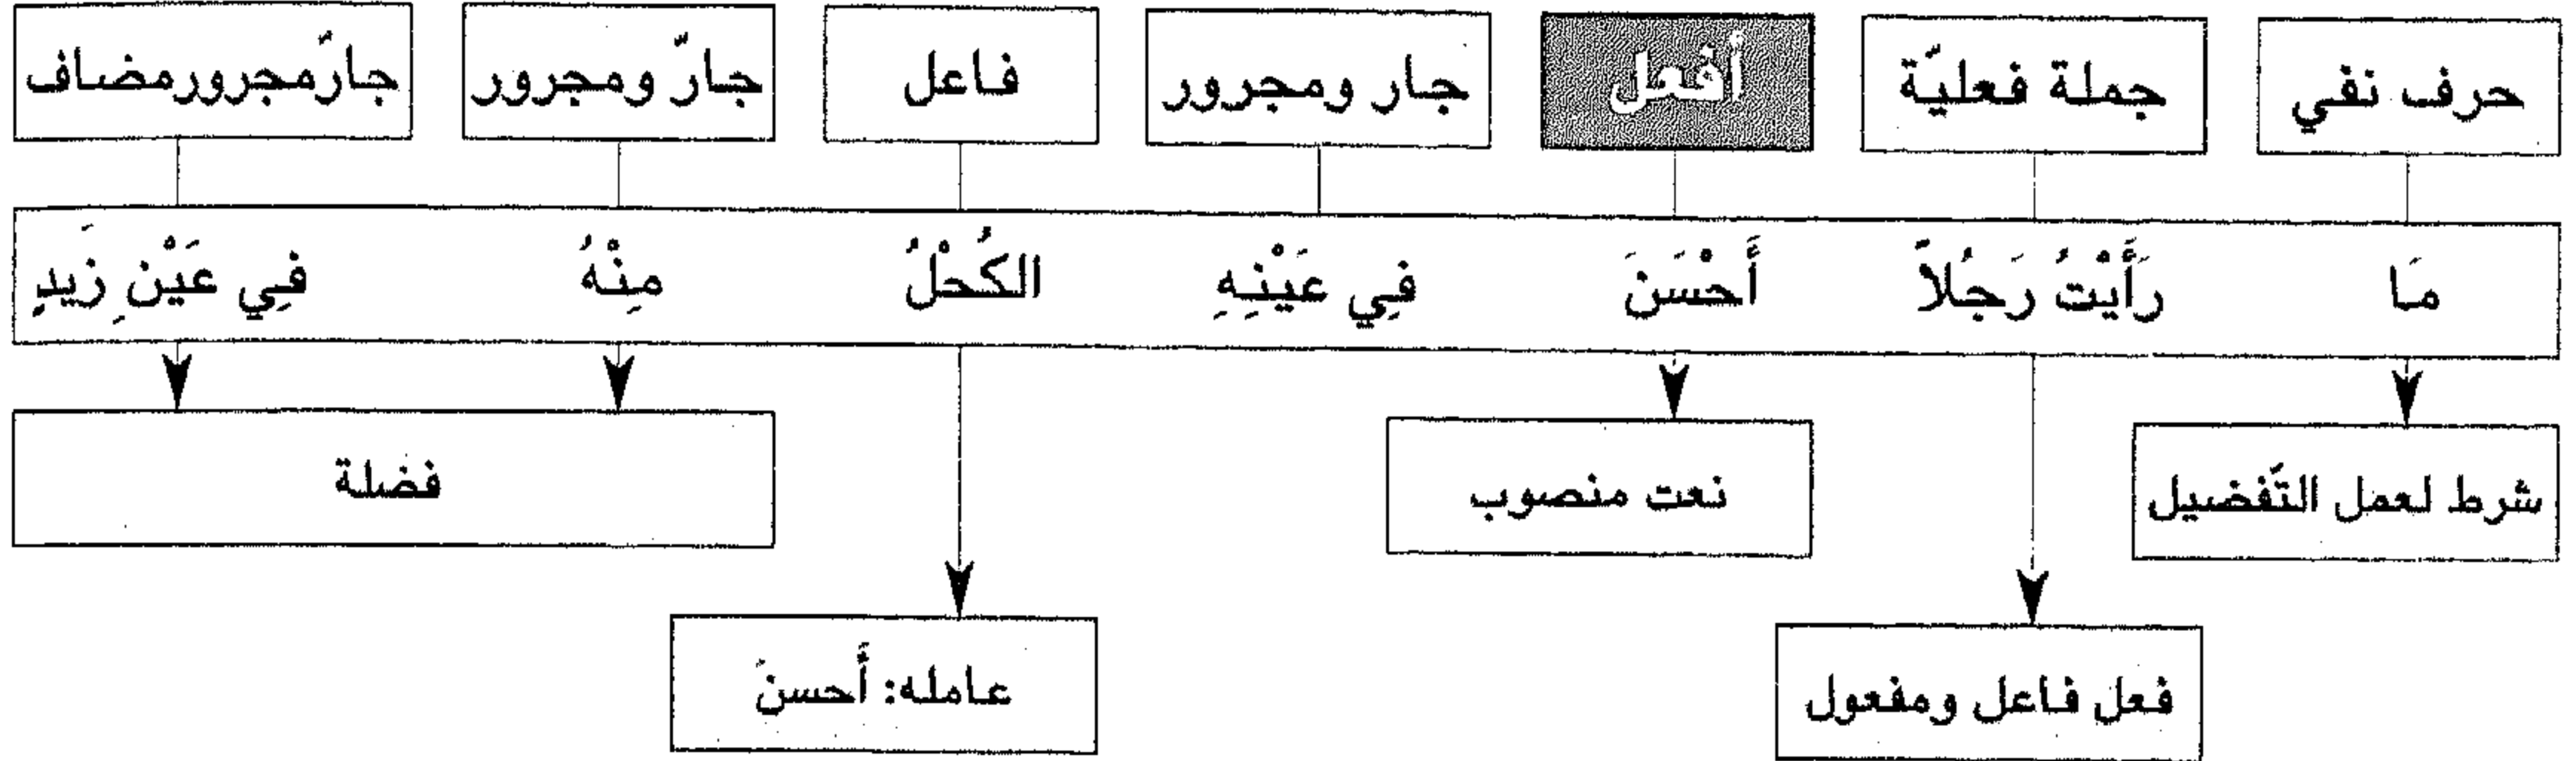 حرف نفي
جملة فعليّة
أفعل
جار ومجرور
فاعل
جارّ ومجرور
جارّمجرورمضاف
مَا رَأَيْتُ رَجُلاً أَحْسَنَ فِي عَيْنِهِ الكُحْلُ مِنْهُ فِي عَيْنِ زَيدٍ
شرط لعمل التّفضيل
نعت منصوب
فضلة
فعل فاعل ومفعول
عامله: أَحسنَ